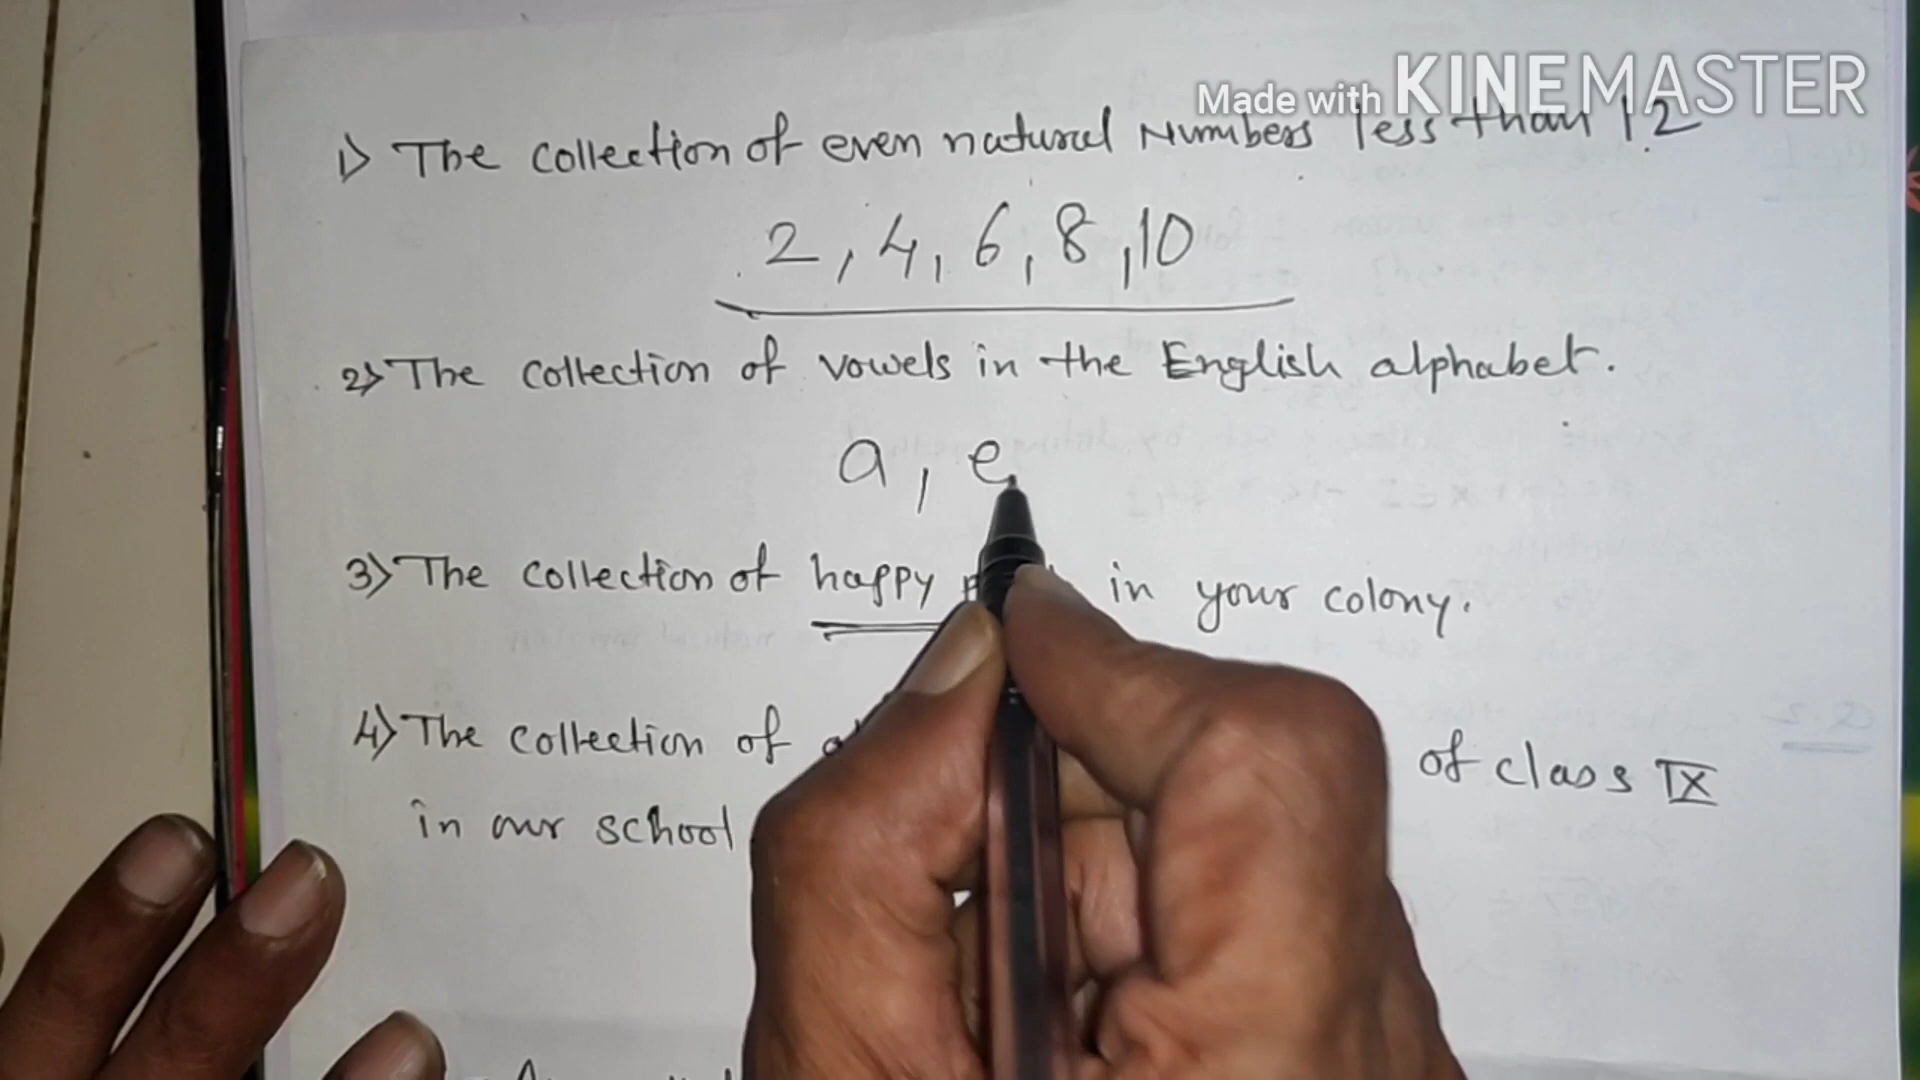 Made with KINEMASTER
1) The collection of even natural Numbers less than 12
2, 4, 6, 8, 10
2) The collection of vowels in the English alphabet.
a, e
3) The collection of happy in your colony.
4) The collection of of class IX
in our school